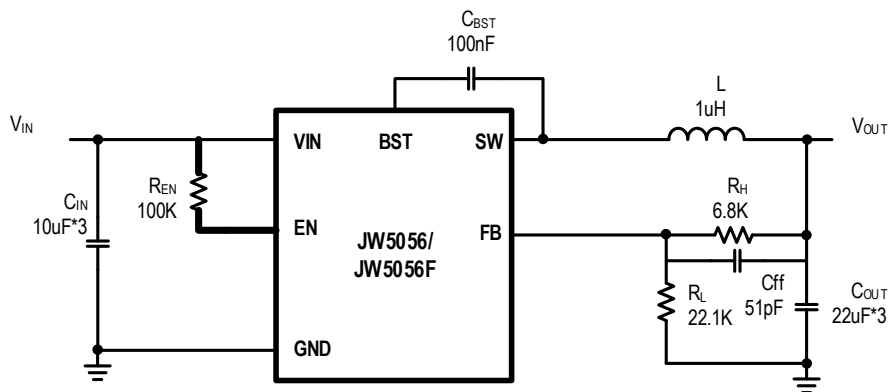 CBST
100nF
L
1uH
VIN
VOUT
VIN
BST
SW
CIN
10uF*3
REN
100K
RH
6.8K
EN
FB
JW5056/
JW5056F
Cff
51pF
RL
22.1K
COUT
22uF*3
GND